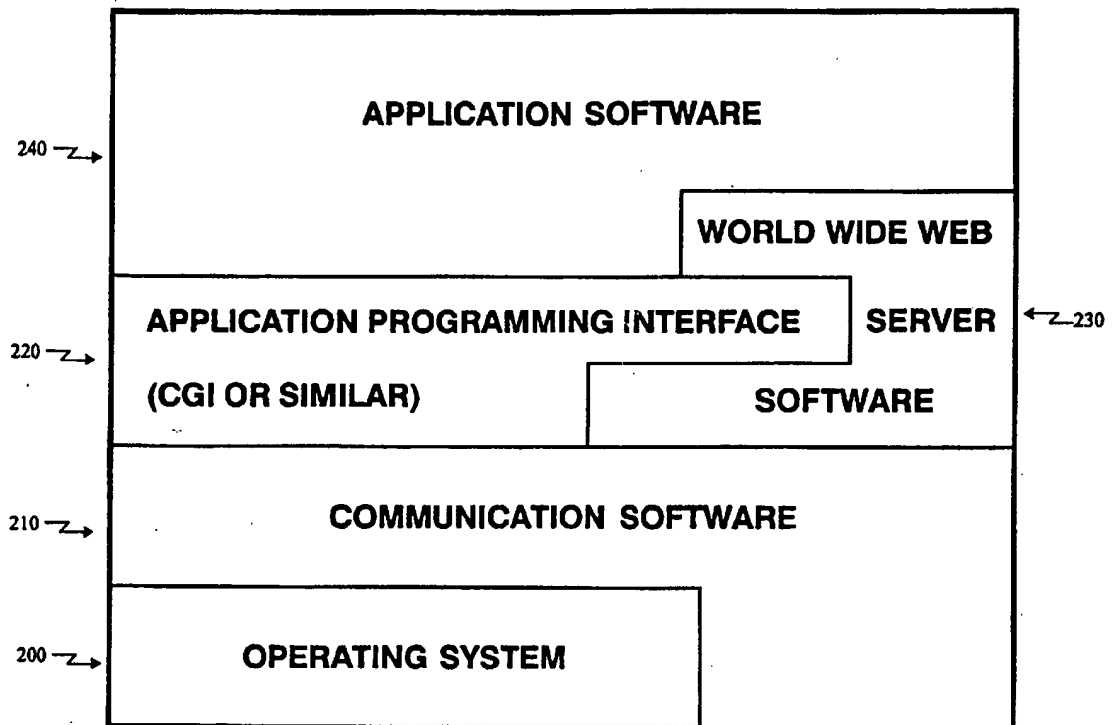 APPLICATION SOFTWARE
240
WORLD WIDE WEB
APPLICATION PROGRAMMING INTERFACE
SERVER
230
220
(CGI OR SIMILAR)
SOFTWARE
210
COMMUNICATION SOFTWARE
200
OPERATING SYSTEM